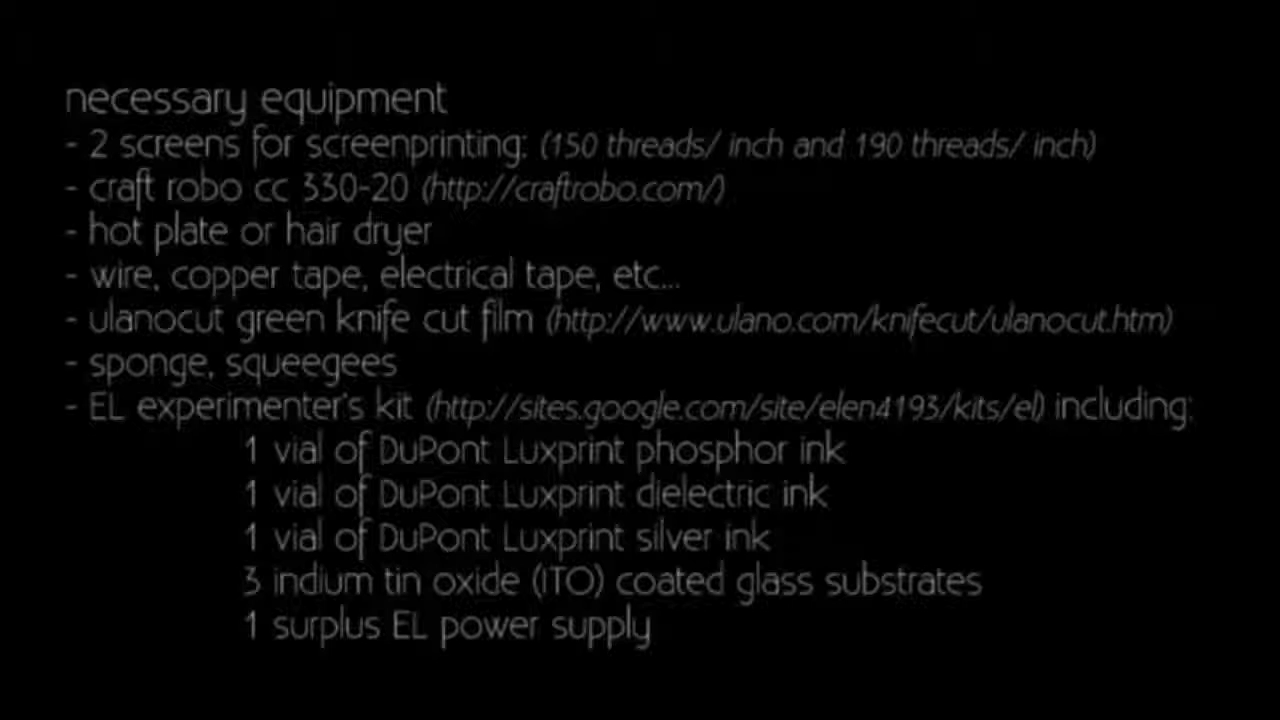 necessary equipment
- 2 screens for screenprinting: (150 threads/ inch and 190 threads/ inch)
- craft robo cc 330-20 (http://craftrobo.com/)
- hot plate or hair dryer
- wire, copper tape, electrical tape, etc...
- ulanocut green knife cut film (http://www.ulano.com/knifecut/ulanocut.htm)
- sponge, squeegees
- EL experimenter's kit (http://sites.google.com/site/elen4193/kits/el) including:
1 vial of DuPont Luxprint phosphor ink
1 vial of DuPont Luxprint dielectric ink
1 vial of DuPont Luxprint silver ink
3 indium tin oxide (ITO) coated glass substrates
1 surplus EL power supply